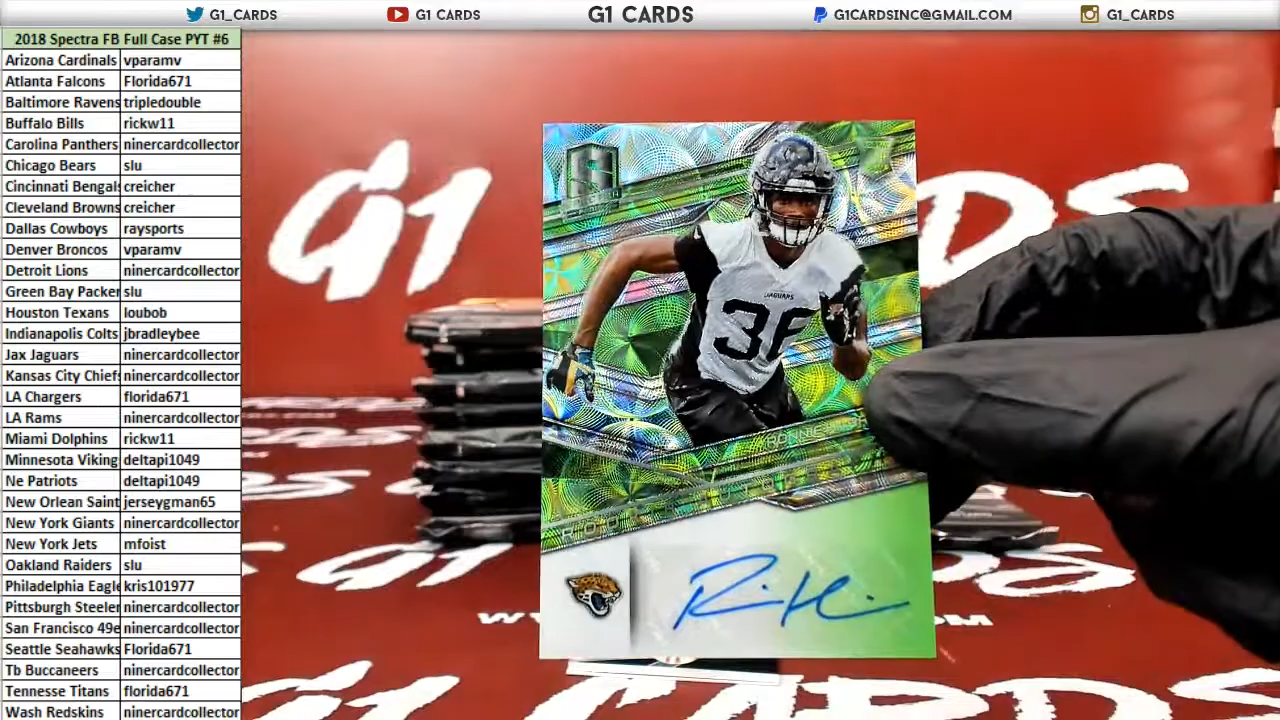 G1_CARDS G1 CARDS G1 CARDS G1CARDSINC@GMAIL.COM G1_CARDS
2018 Spectra FB Full Case PYT #6
Arizona Cardinals vparamv
Atlanta Falcons Florida671
Baltimore Ravens tripledouble
Buffalo Bills rickw11
Carolina Panthers ninercardcollector
Chicago Bears slu
Cincinnati Bengals creicher
Cleveland Browns creicher
Dallas Cowboys raysports
Denver Broncos vparamv
Detroit Lions ninercardcollector
Green Bay Packer slu
Houston Texans loubob
Indianapolis Colts jbradleybee
Jax Jaguars ninercardcollector
Kansas City Chiefs ninercardcollector
LA Chargers florida671
LA Rams ninercardcollector
Miami Dolphins rickw11
Minnesota Viking deltapi1049
Ne Patriots deltapi1049
New Orlean Saint jerseygman65
New York Giants ninercardcollector
New York Jets mfoist
Oakland Raiders slu
Philadelphia Eagle kris101977
Pittsburgh Steeler ninercardcollector
San Francisco 49e ninercardcollector
Seattle Seahawks Florida671
Tb Buccaneers ninercardcollector
Tennesse Titans florida671
Wash Redskins ninercardcollector
G1 CARDS
JAGUARS
36
RONNIE
G1 CARDS